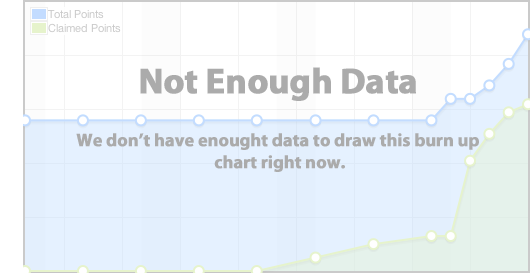 Total Points
Claimed Points
Not Enough Data
We don't have enought data to draw this burn up
chart right now.